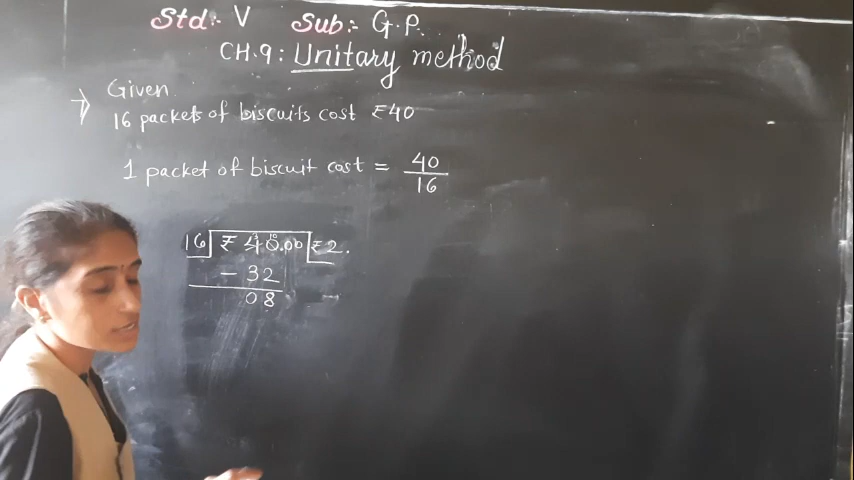 Std:- V Sub:- G.P.
CH.9: Unitary method
Given
16 packets of biscuits cost ₹40
1 packet of biscuit cost = 40/16
16 ₹ 40.00 ₹2.
- 32
08